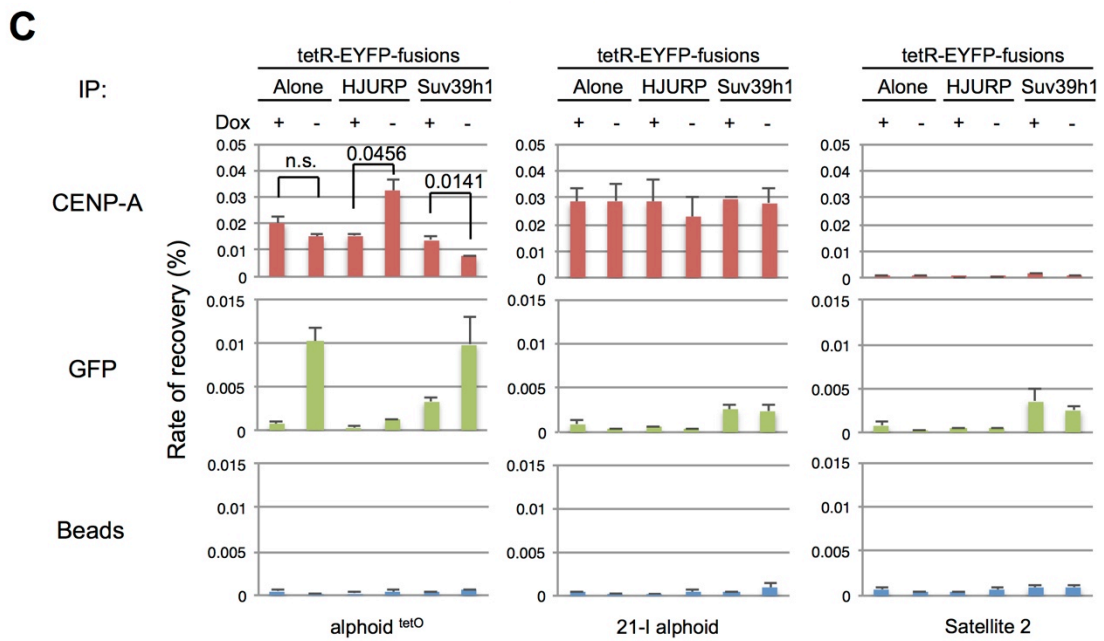 C
tetR-EYFP-fusions tetR-EYFP-fusions tetR-EYFP-fusions
IP: Alone HJURP Suv39h1 Alone HJURP Suv39h1 Alone HJURP Suv39h1
Dox + - + - + - + - + - + - + - + - + -
CENP-A
0.05 0.05 0.05
0.04 0.04 0.04
0.03 0.03 0.03
0.02 0.02 0.02
0.01 0.01 0.01
0 0 0
n.s. 0.0456 0.0141
GFP
0.015 0.015 0.015
0.01 0.01 0.01
0.005 0.005 0.005
0 0 0
Rate of recovery (%)
Beads
0.015 0.015 0.015
0.01 0.01 0.01
0.005 0.005 0.005
0 0 0
alphoid tetO 21-I alphoid Satellite 2